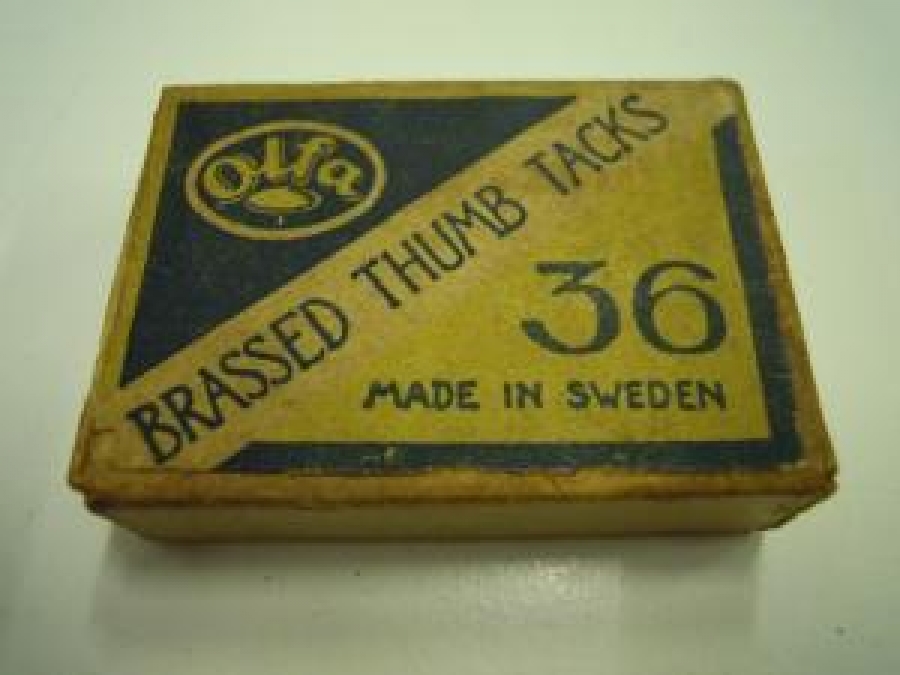 Olfa
BRASSED THUMB TACKS
36
MADE IN SWEDEN